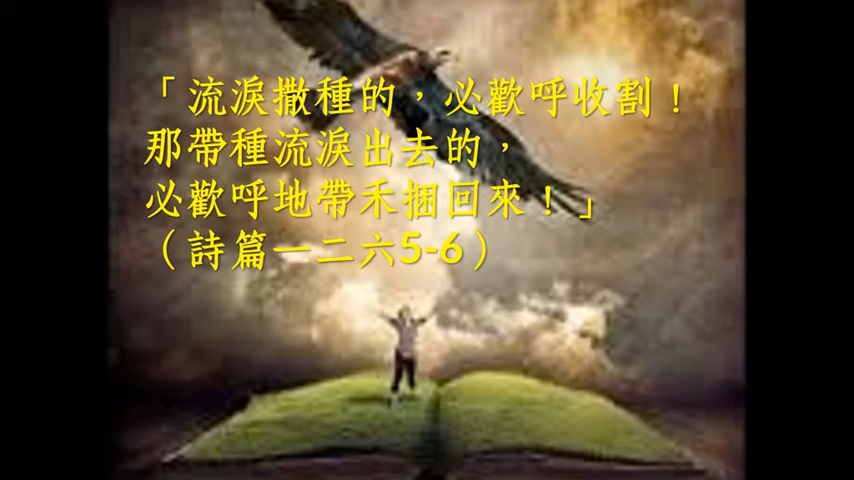 「流淚撒種的，必歡呼收割！
那帶種流淚出去的，
必歡呼地帶禾捆回來！」
（詩篇一二六5-6）